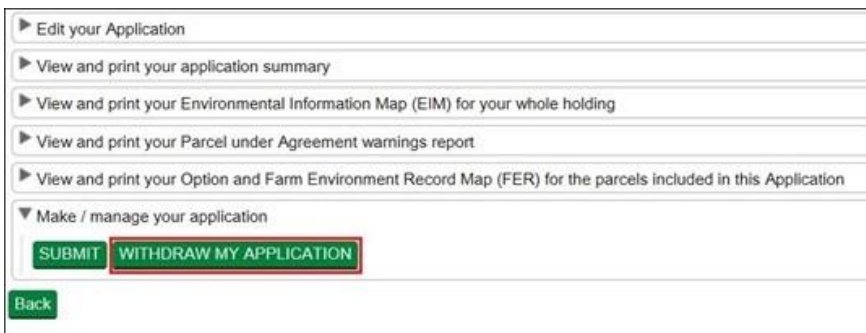 Edit your Application
View and print your application summary
View and print your Environmental Information Map (EIM) for your whole holding
View and print your Parcel under Agreement warnings report
View and print your Option and Farm Environment Record Map (FER) for the parcels included in this Application
Make / manage your application
SUBMIT WITHDRAW MY APPLICATION
Back